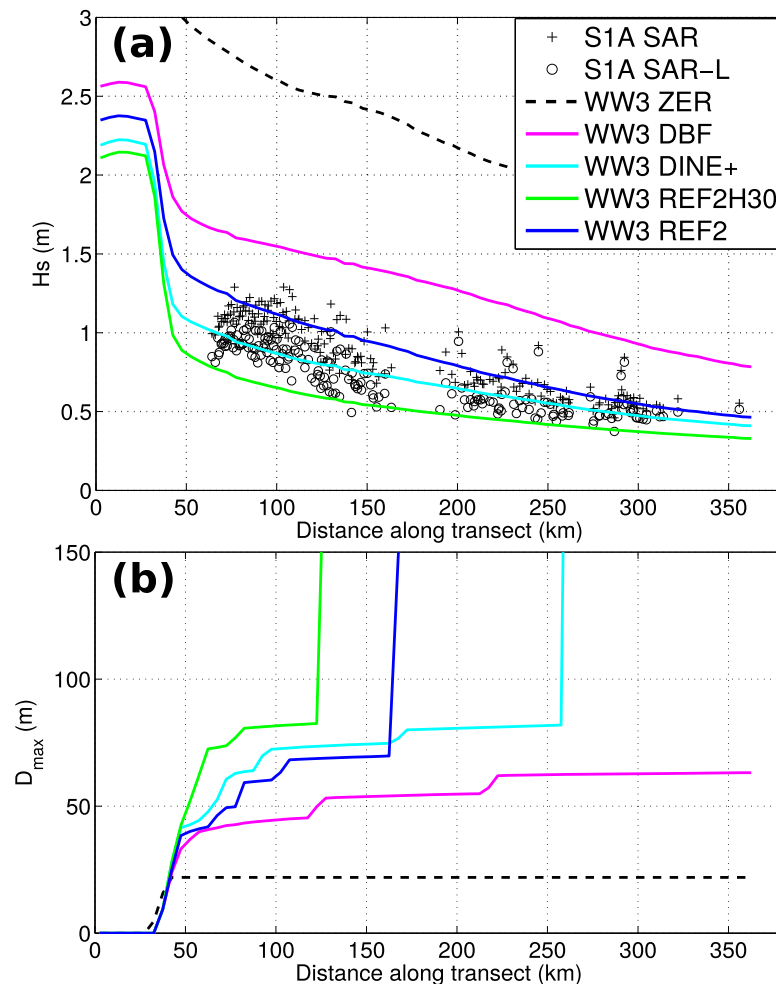 (a)
S1A SAR
S1A SAR-L
WW3 ZER
WW3 DBF
WW3 DINE+
WW3 REF2H30
WW3 REF2
3
2.5
2
1.5
1
0.5
0
Hs (m)
0 50 100 150 200 250 300 350
Distance along transect (km)
(b)
150
100
50
0
D_max (m)
0 50 100 150 200 250 300 350
Distance along transect (km)